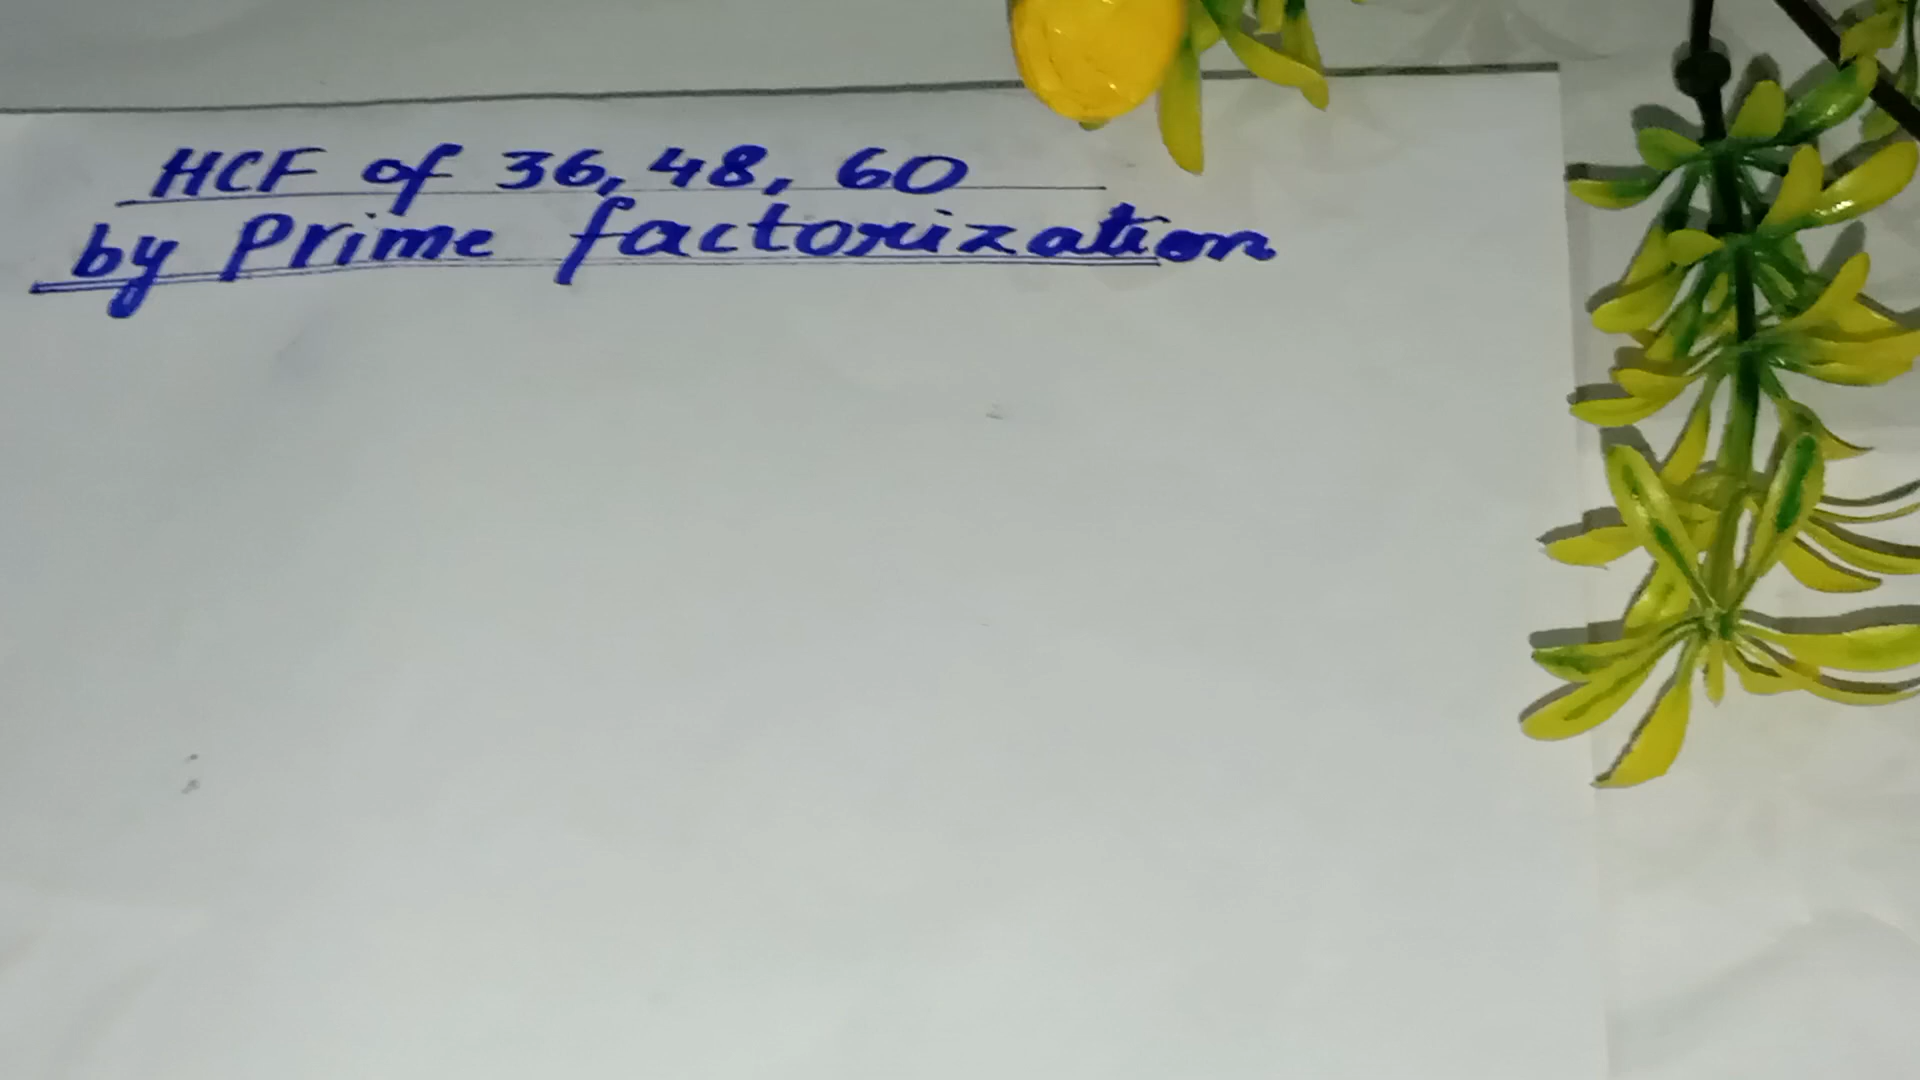 HCF of 36, 48, 60
by Prime factorization